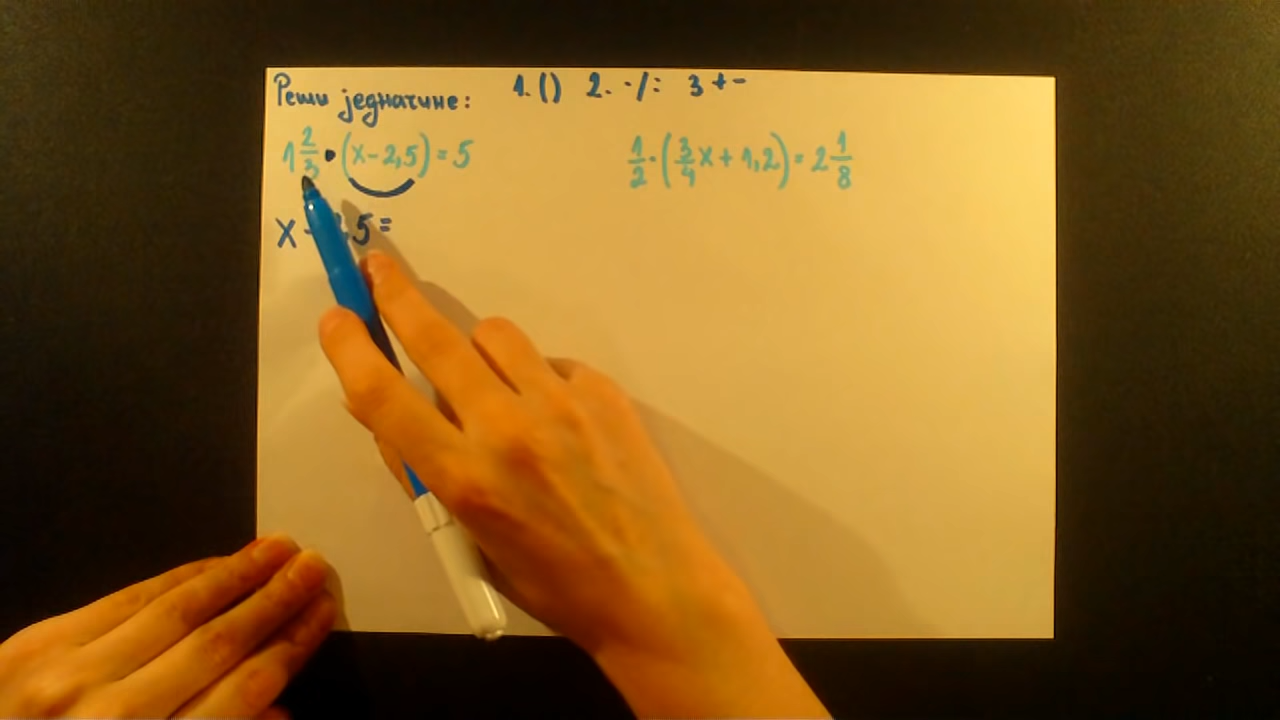 Реши једначине:
1. () 2. ·/: 3 + -
1 2/3 · (x - 2,5) = 5
1/2 · (3/4 x + 1,2) = 2 1/8
x - 5 =